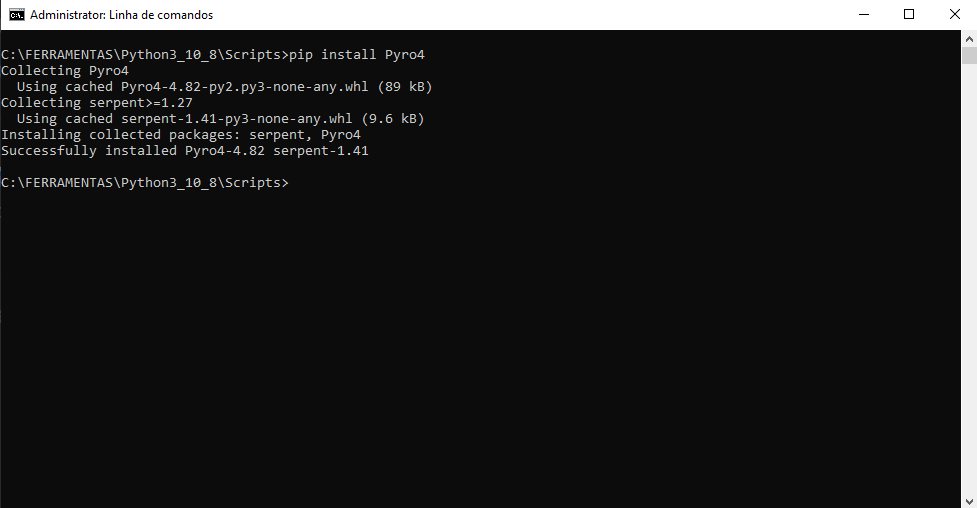 Administrator: Linha de comandos
C:\FERRAMENTAS\Python3_10_8\Scripts>pip install Pyro4
Collecting Pyro4
  Using cached Pyro4-4.82-py2.py3-none-any.whl (89 kB)
Collecting serpent>=1.27
  Using cached serpent-1.41-py3-none-any.whl (9.6 kB)
Installing collected packages: serpent, Pyro4
Successfully installed Pyro4-4.82 serpent-1.41
C:\FERRAMENTAS\Python3_10_8\Scripts>